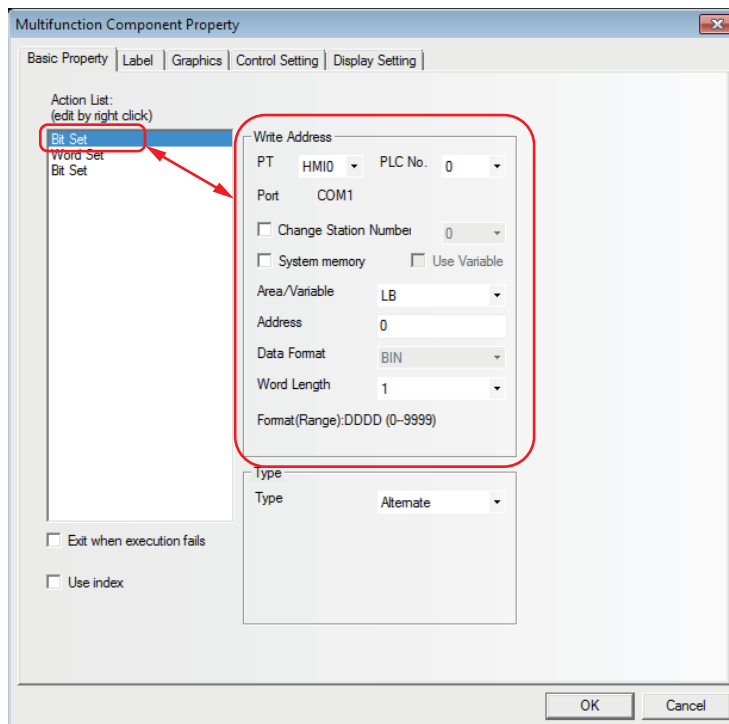 Multifunction Component Property
Basic Property Label Graphics Control Setting Display Setting
Action List:
(edit by right click)
Bit Set
Word Set
Bit Set
Exit when execution fails
Use index
Write Address
PT HMI0 PLC No. 0
Port COM1
Change Station Number 0
System memory Use Variable
Area/Variable LB
Address 0
Data Format BIN
Word Length 1
Format(Range):DDDD (0--9999)
Type
Type Alternate
OK Cancel